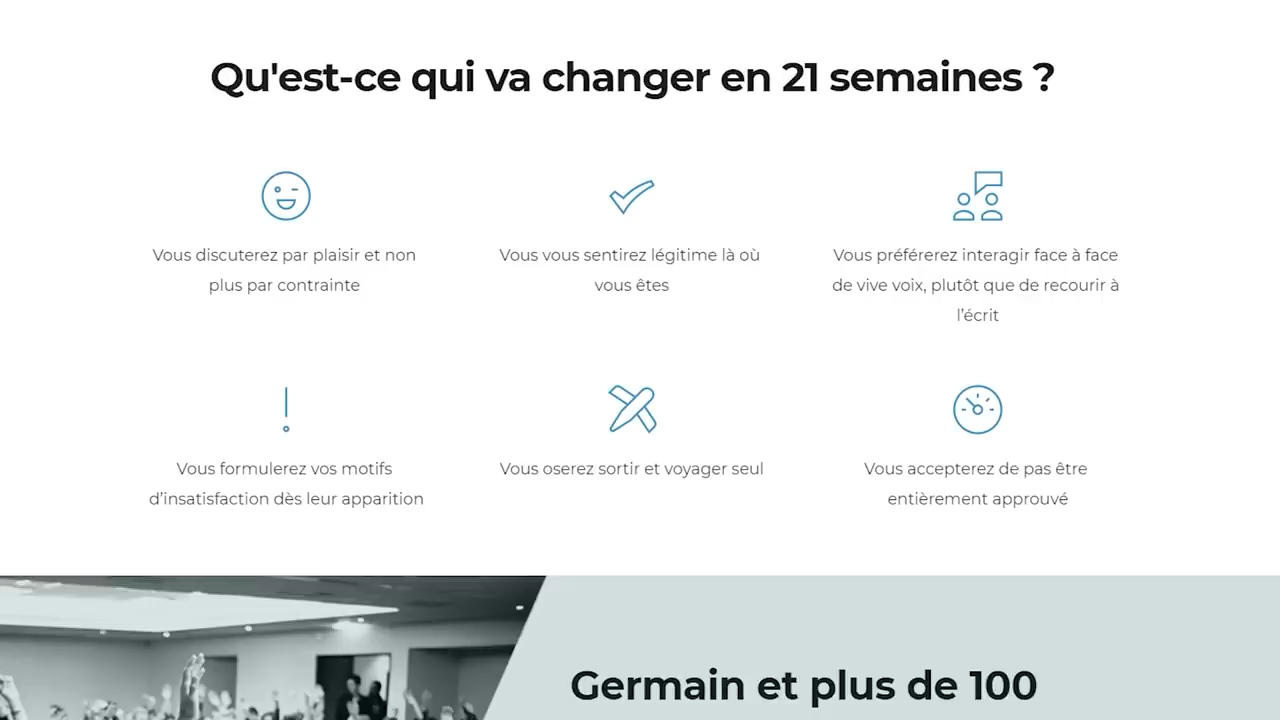 Qu'est-ce qui va changer en 21 semaines ?
Vous discuterez par plaisir et non
plus par contrainte
Vous vous sentirez légitime là où
vous êtes
Vous préférerez interagir face à face
de vive voix, plutôt que de recourir à
l’écrit
Vous formulerez vos motifs
d’insatisfaction dès leur apparition
Vous oserez sortir et voyager seul
Vous accepterez de pas être
entièrement approuvé
Germain et plus de 100